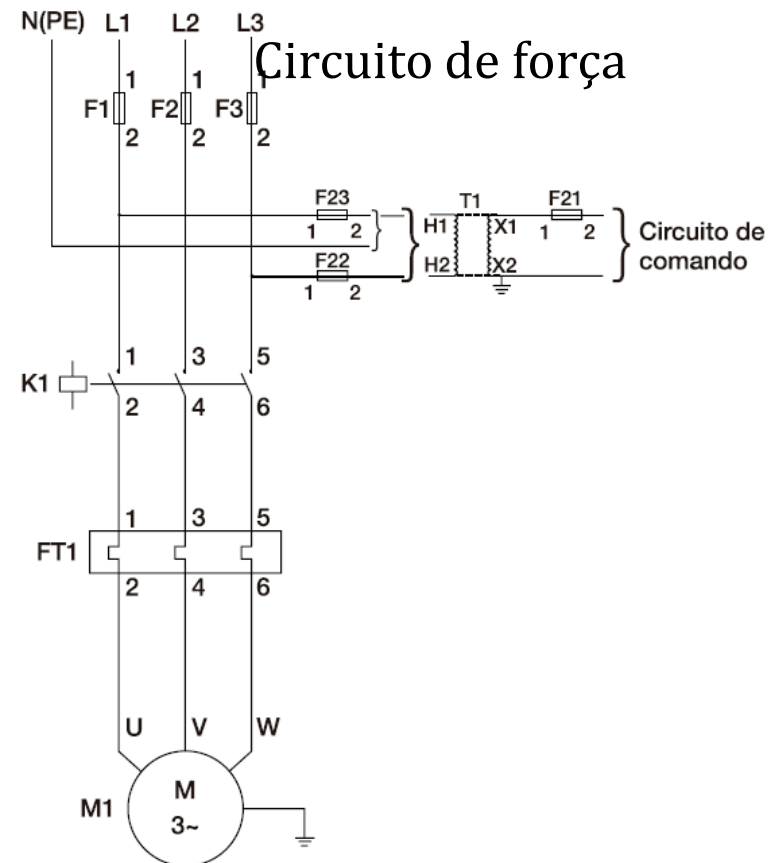 N(PE) L1 L2 L3
Circuito de força
1 1 1
F1 F2 F3
2 2 2
F23 T1 F21
1 2 H1 X1 1 2
Circuito de
comando
F22 H2 X2
1 2
1 3 5
K1
2 4 6
1 3 5
FT1
2 4 6
U V W
M1 M
3~